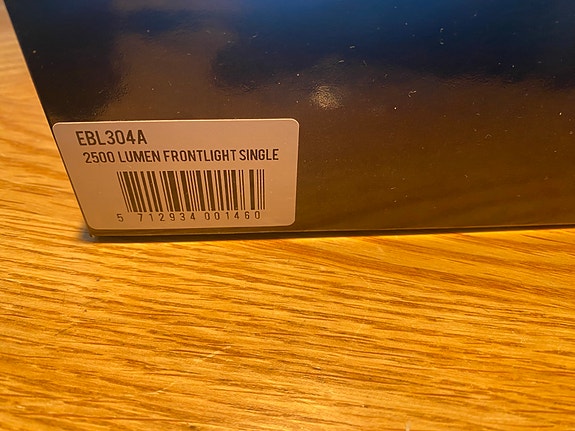 EBL304A
2500 LUMEN FRONTLIGHT SINGLE
5 712934 001460